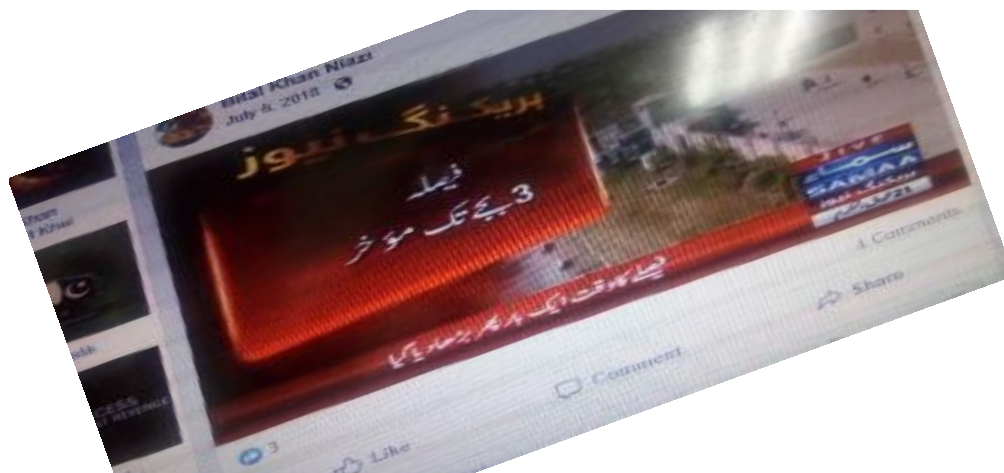 Bilal Khan Niazi
July 6, 2018
بریکنگ نیوز
فیصلہ
3 بجے تک مؤخر
LIVE
سماء
SAMAA
فیصلے کا وقت ایک بار پھر بڑھا دیا گیا
4 Comments
3
Like
Comment
Share